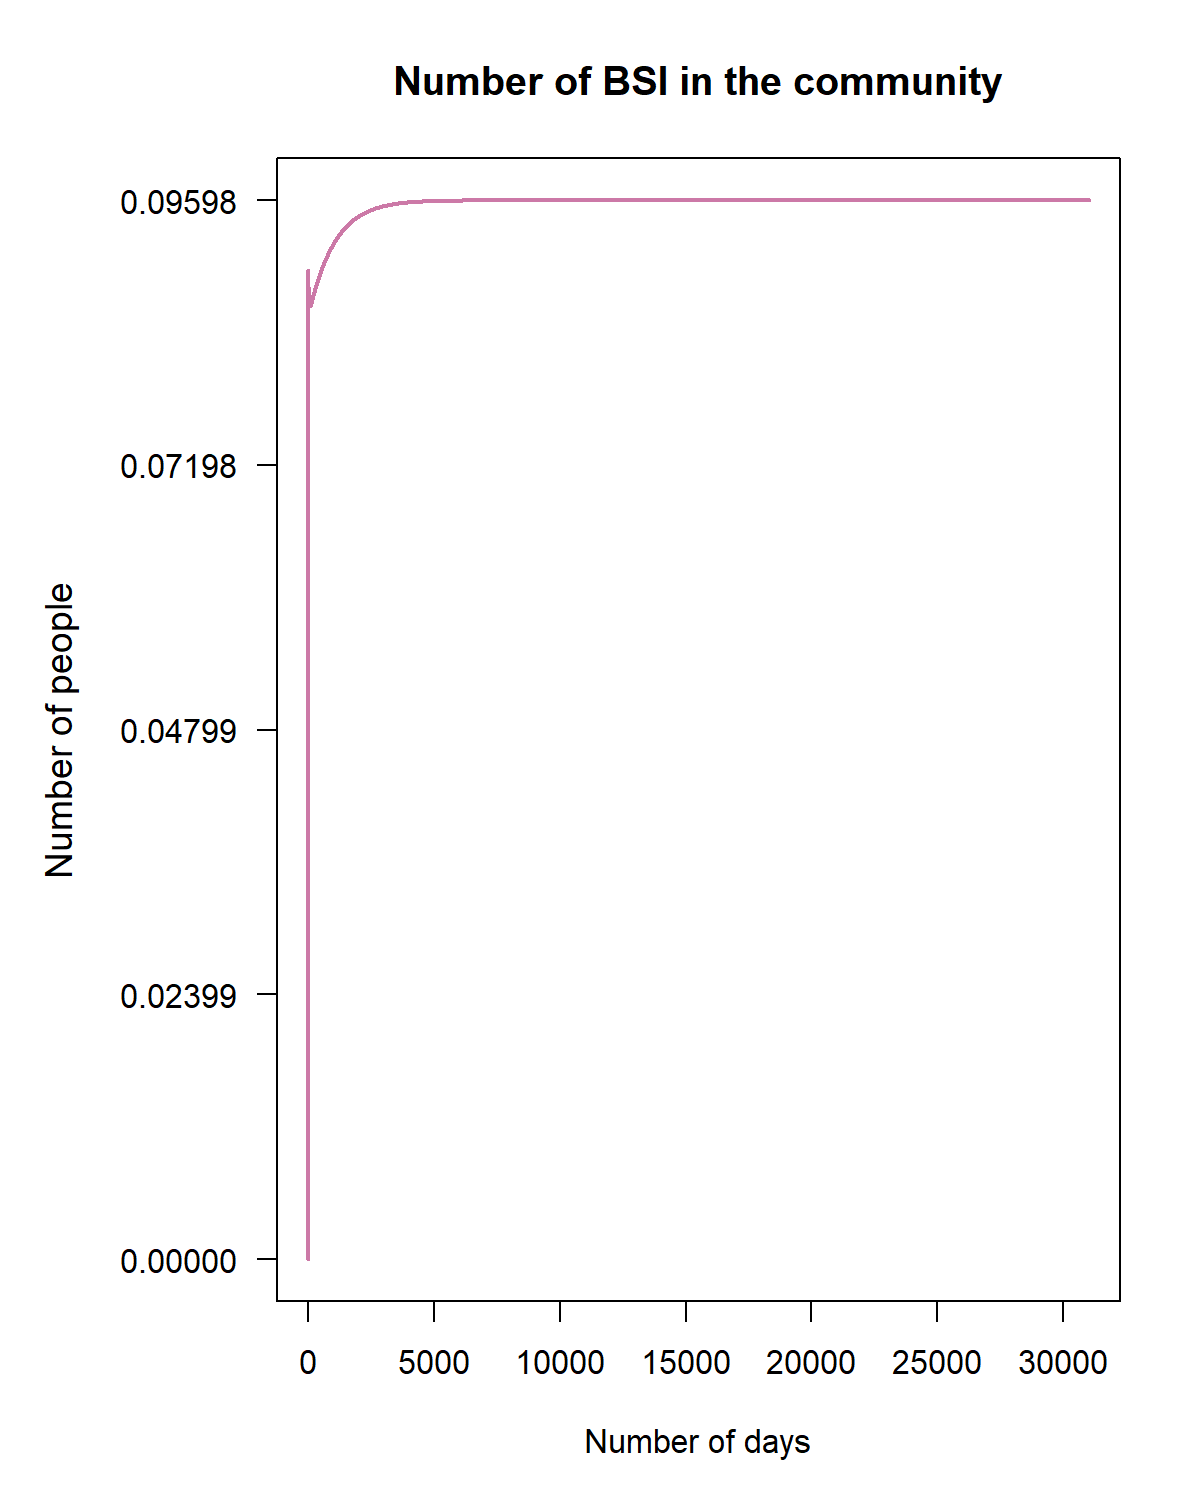 Number of BSI in the community
Number of people
0.09598
0.07198
0.04799
0.02399
0.00000
0 5000 10000 15000 20000 25000 30000
Number of days